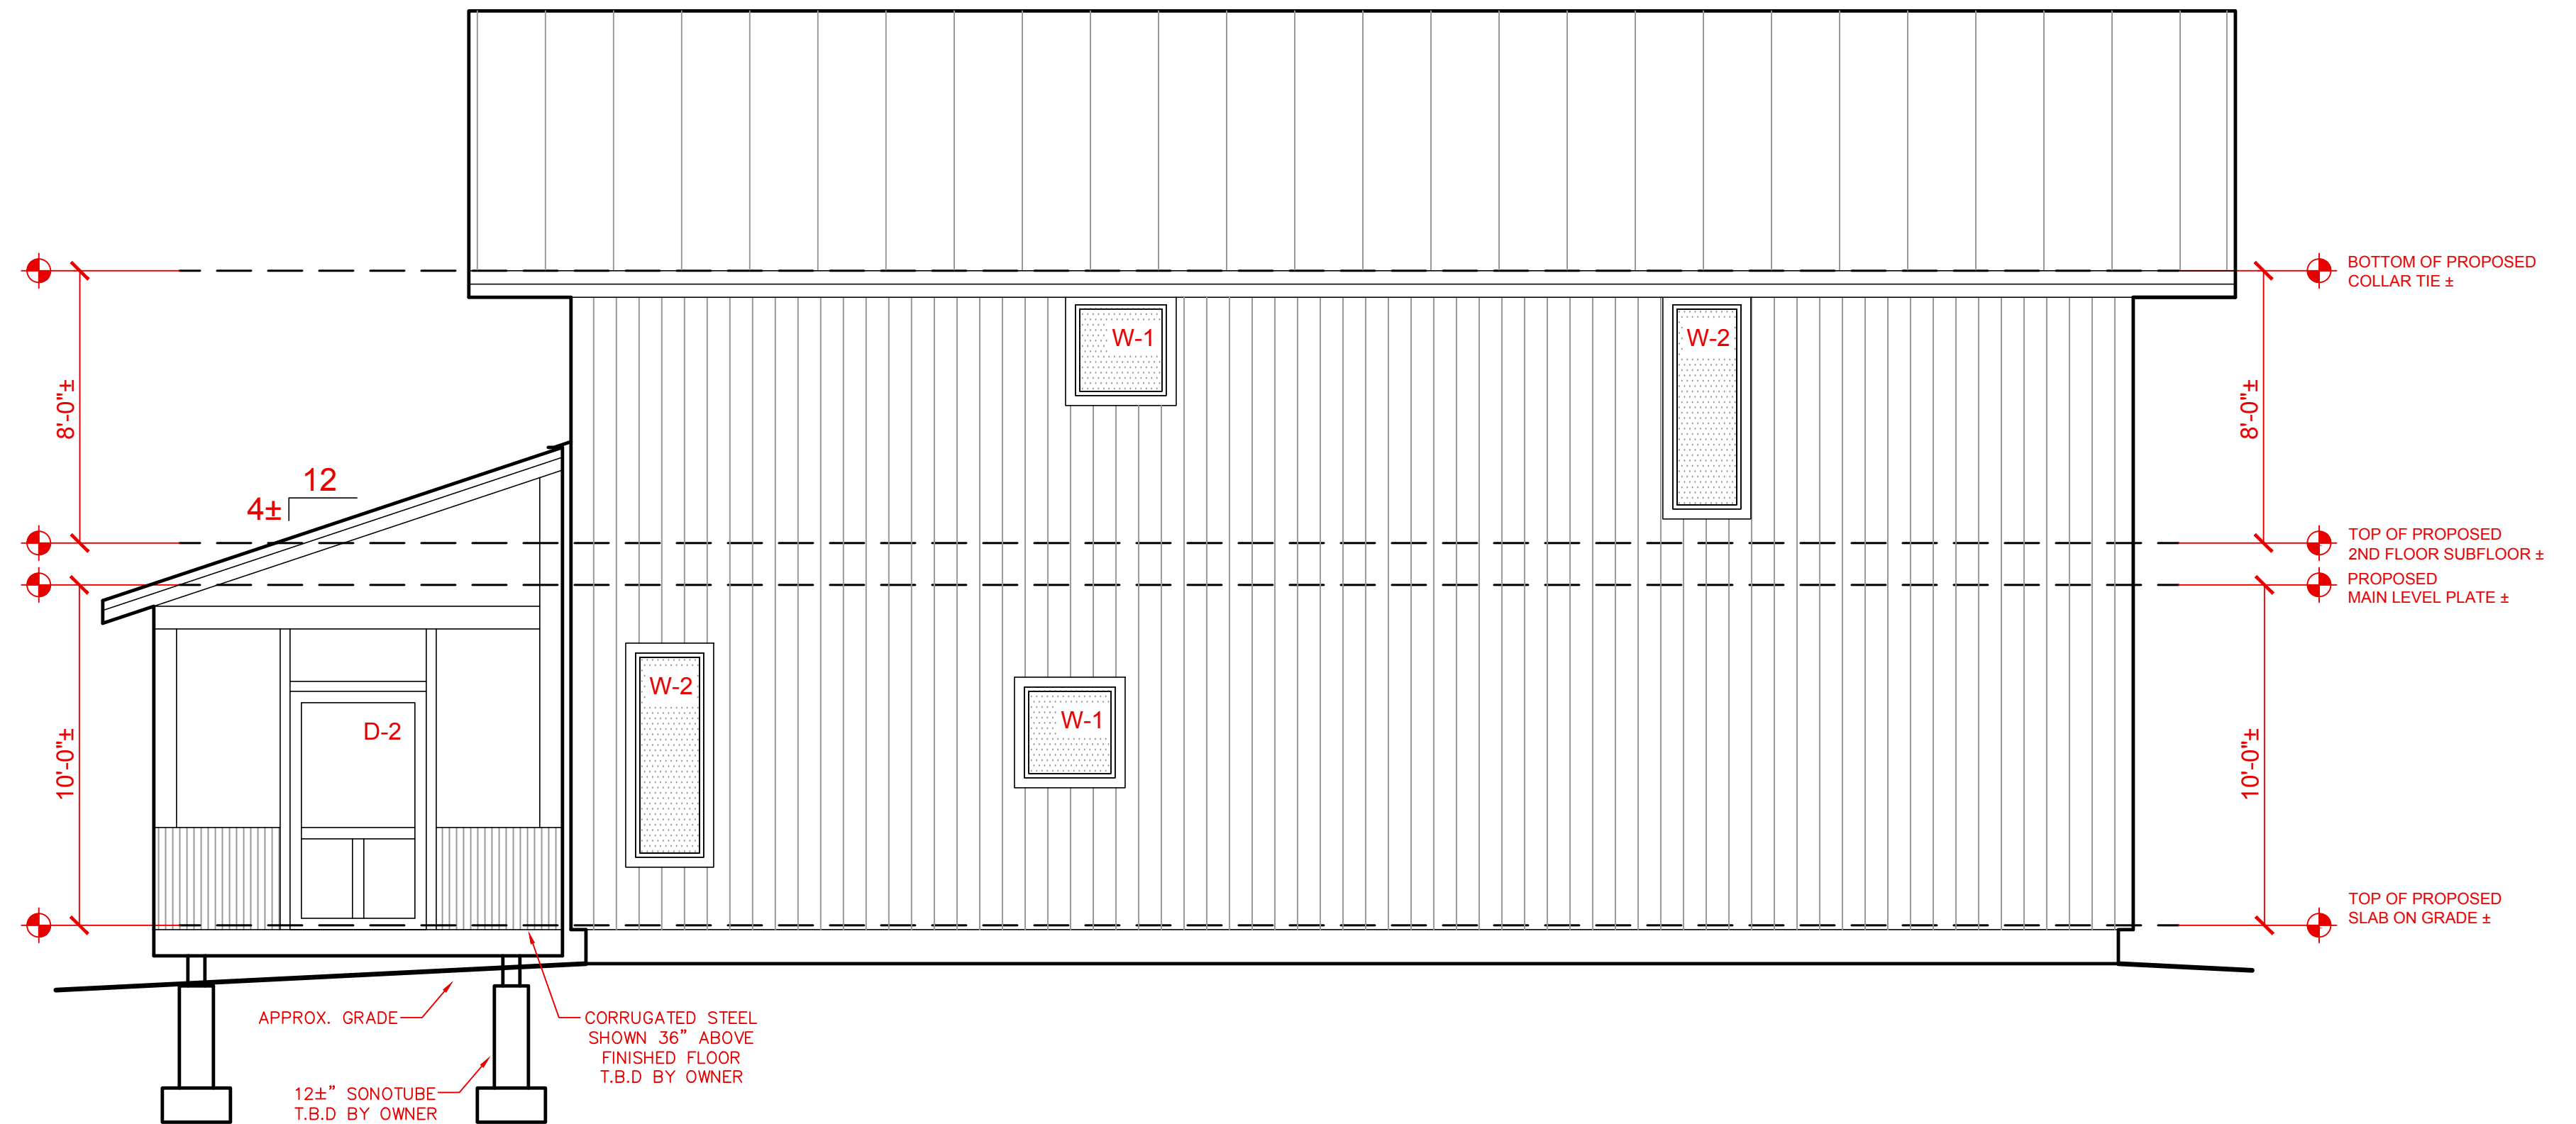 BOTTOM OF PROPOSED
COLLAR TIE ±
W-1
W-2
8'-0"±
8'-0"±
12
4±
TOP OF PROPOSED
2ND FLOOR SUBFLOOR ±
PROPOSED
MAIN LEVEL PLATE ±
W-2
W-1
D-2
10'-0"±
10'-0"±
TOP OF PROPOSED
SLAB ON GRADE ±
APPROX. GRADE
CORRUGATED STEEL
SHOWN 36” ABOVE
FINISHED FLOOR
T.B.D BY OWNER
12±” SONOTUBE
T.B.D BY OWNER